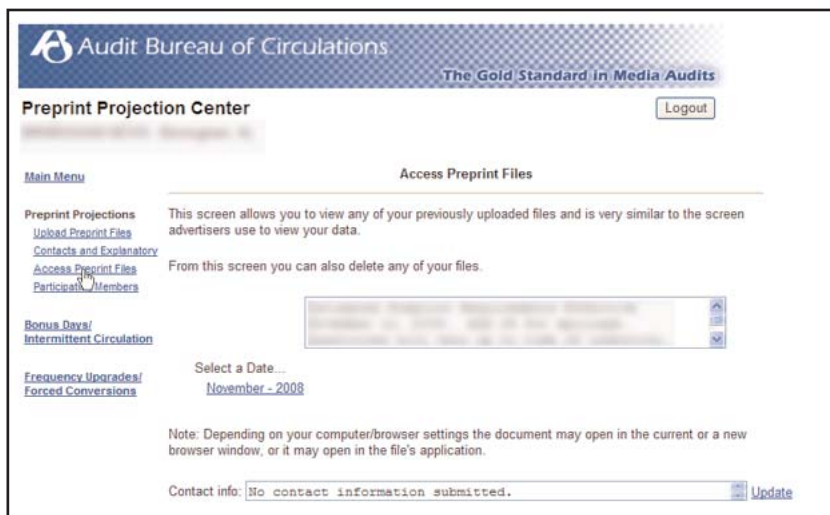 Audit Bureau of Circulations
The Gold Standard in Media Audits
Preprint Projection Center
Logout
Main Menu
Preprint Projections
Upload Preprint Files
Contacts and Explanatory
Access Preprint Files
Participating Members
Bonus Days/
Intermittent Circulation
Frequency Upgrades/
Forced Conversions
Access Preprint Files
This screen allows you to view any of your previously uploaded files and is very similar to the screen
advertisers use to view your data.
From this screen you can also delete any of your files.
Select a Date...
November - 2008
Note: Depending on your computer/browser settings the document may open in the current or a new
browser window, or it may open in the file's application.
Contact info: No contact information submitted. Update